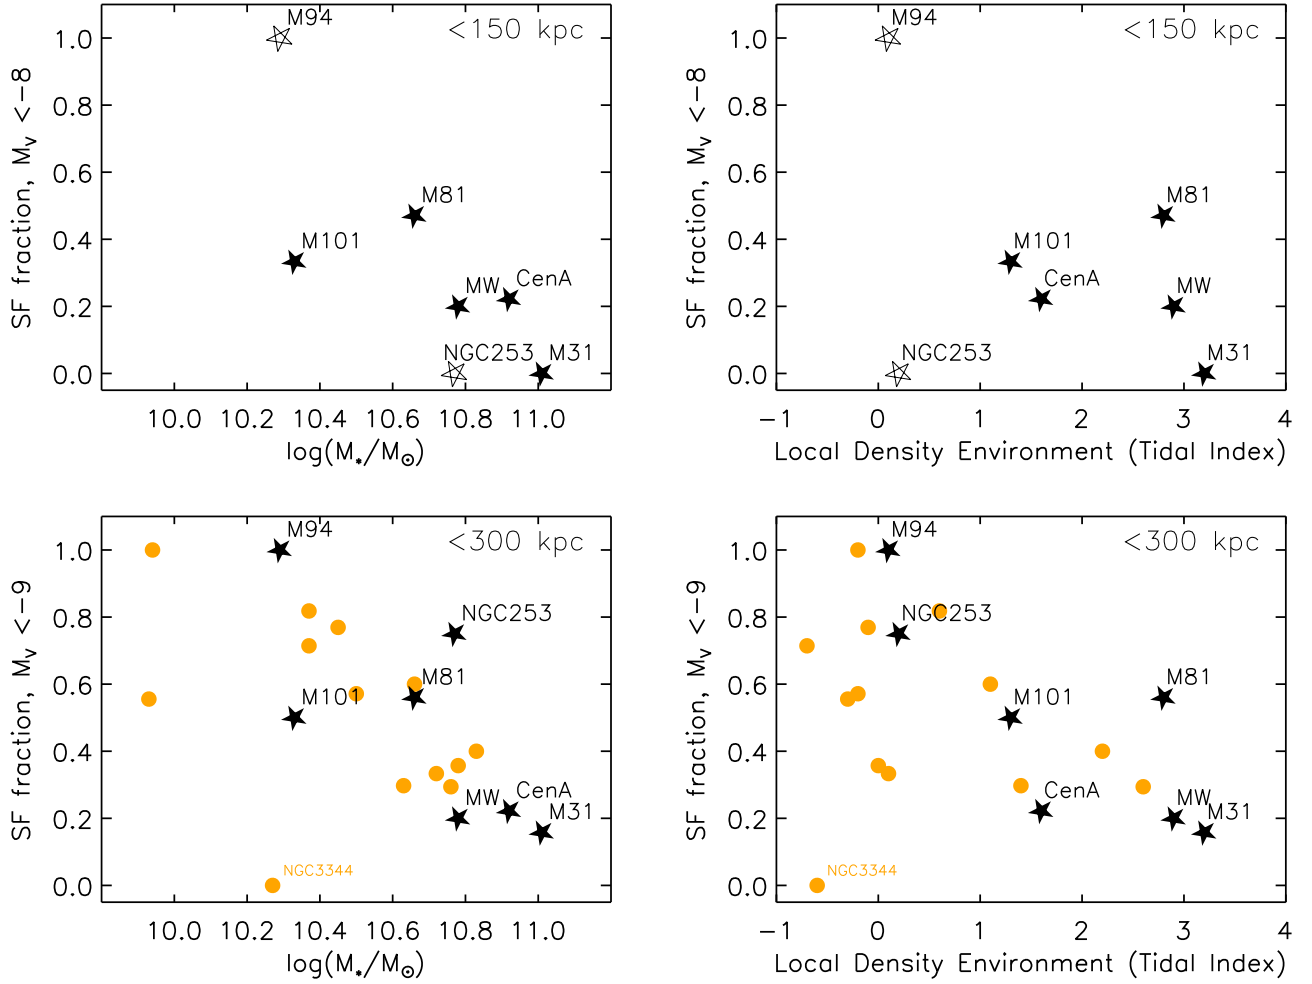 M94
<150 kpc
1.0
0.8
0.6
0.4
0.2
0.0
SF fraction, Mᵥ <-8
M81
M101
MW
CenA
NGC253
M31
10.0 10.2 10.4 10.6 10.8 11.0
log(M*/M⊙)
M94
<150 kpc
1.0
0.8
0.6
0.4
0.2
0.0
SF fraction, Mᵥ <-8
M81
M101
CenA
MW
NGC253
M31
-1 0 1 2 3 4
Local Density Environment (Tidal Index)
M94
<300 kpc
1.0
0.8
0.6
0.4
0.2
0.0
SF fraction, Mᵥ <-9
NGC253
M81
M101
MW
CenA
M31
NGC3344
10.0 10.2 10.4 10.6 10.8 11.0
log(M*/M⊙)
M94
<300 kpc
1.0
0.8
0.6
0.4
0.2
0.0
SF fraction, Mᵥ <-9
NGC253
M81
M101
CenA
MW
M31
NGC3344
-1 0 1 2 3 4
Local Density Environment (Tidal Index)